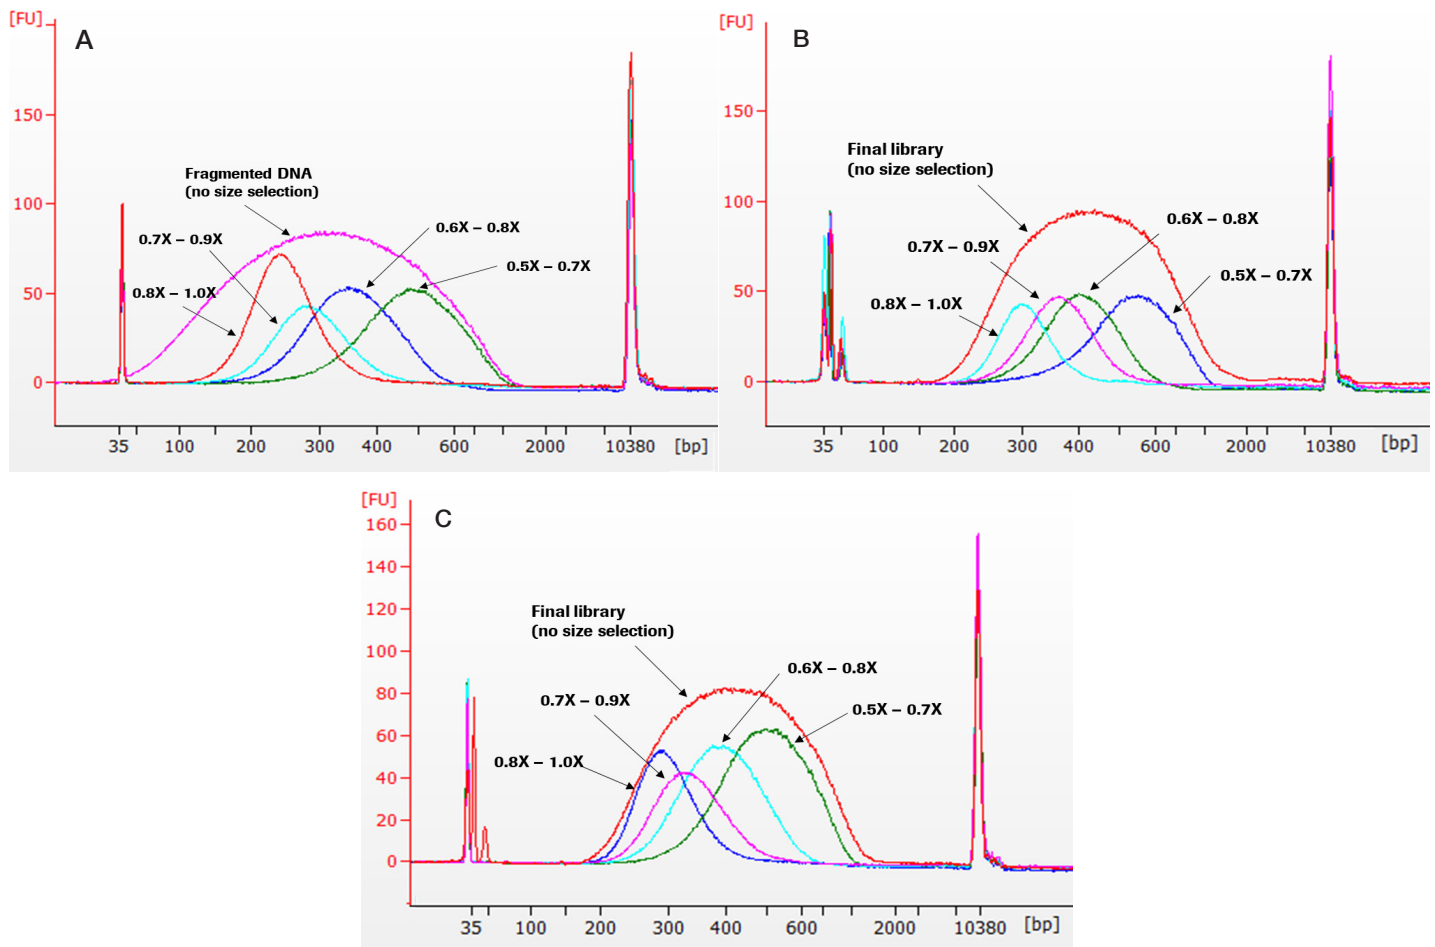 [FU]
A
150
100
50
0
Fragmented DNA
(no size selection)
0.7X – 0.9X
0.6X – 0.8X
0.5X – 0.7X
0.8X – 1.0X
35 100 200 300 400 600 2000 10380 [bp]
[FU]
B
150
100
50
0
Final library
(no size selection)
0.6X – 0.8X
0.7X – 0.9X
0.5X – 0.7X
0.8X – 1.0X
35 100 200 300 400 600 2000 10380 [bp]
[FU]
C
160
140
120
100
80
60
40
20
0
Final library
(no size selection)
0.6X – 0.8X
0.7X – 0.9X
0.5X – 0.7X
0.8X – 1.0X
35 100 200 300 400 600 2000 10380 [bp]